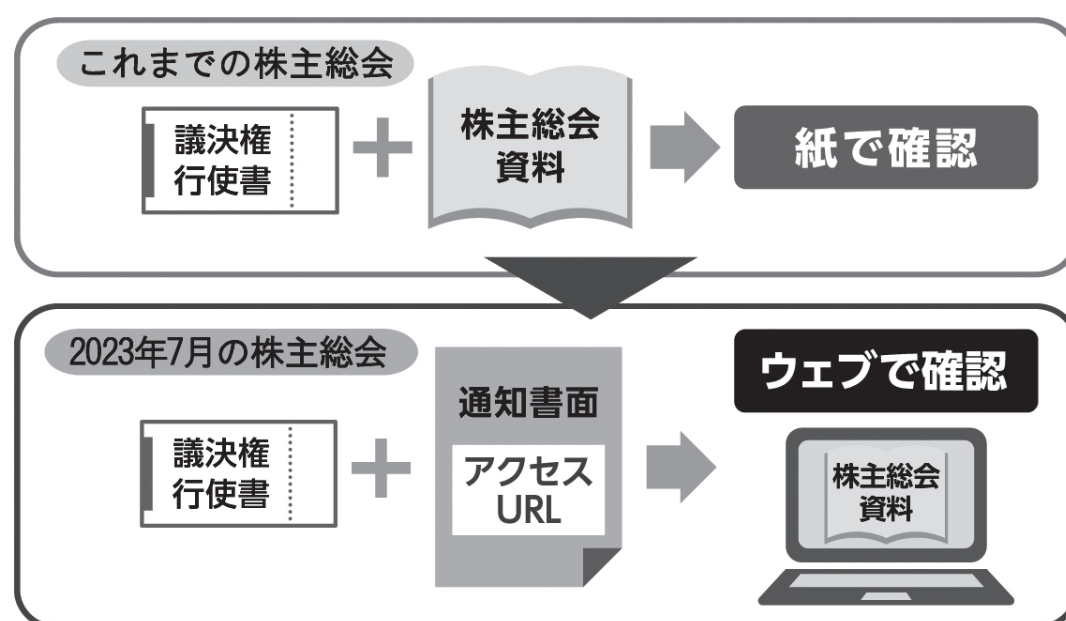 これまでの株主総会
議決権
行使書
株主総会
資料
紙で確認
2023年7月の株主総会
議決権
行使書
通知書面
アクセス
URL
ウェブで確認
株主総会
資料